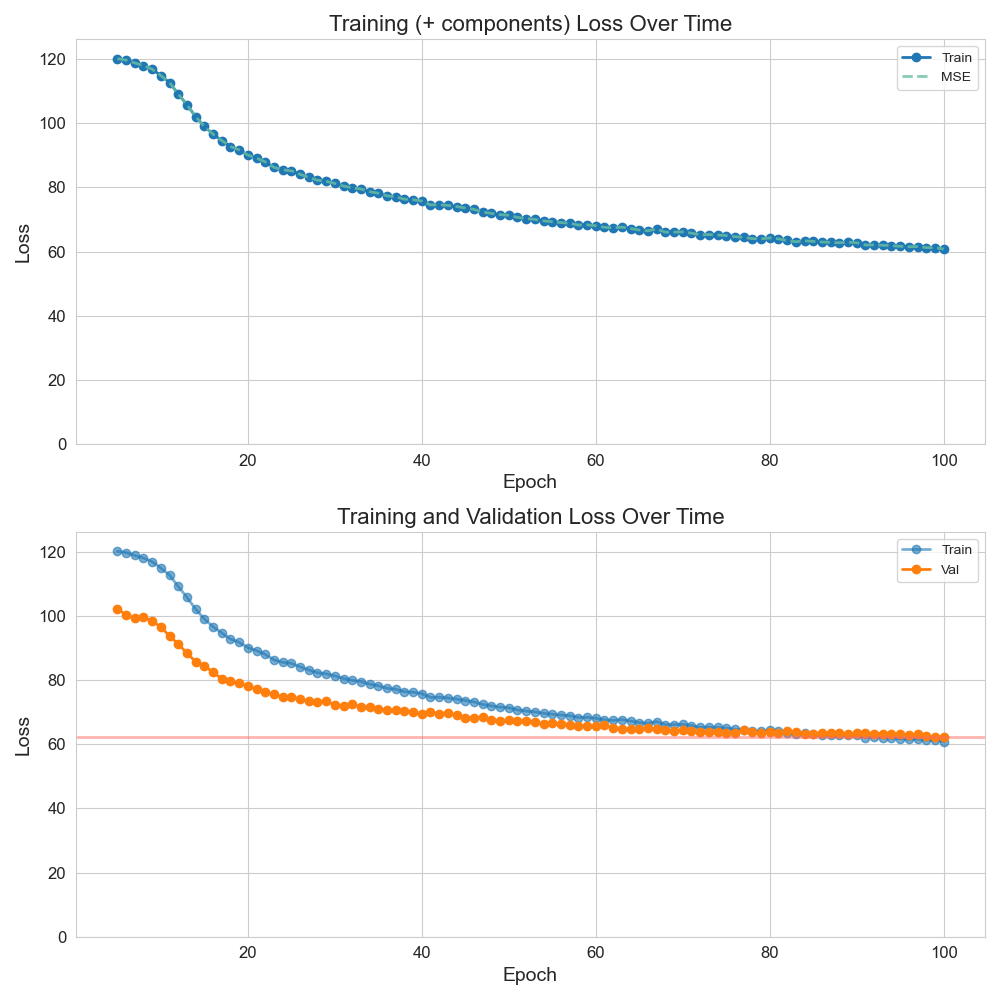 Training (+ components) Loss Over Time
Train
MSE
Loss
120
100
80
60
40
20
0
20 40 60 80 100
Epoch
Training and Validation Loss Over Time
Train
Val
Loss
120
100
80
60
40
20
0
20 40 60 80 100
Epoch